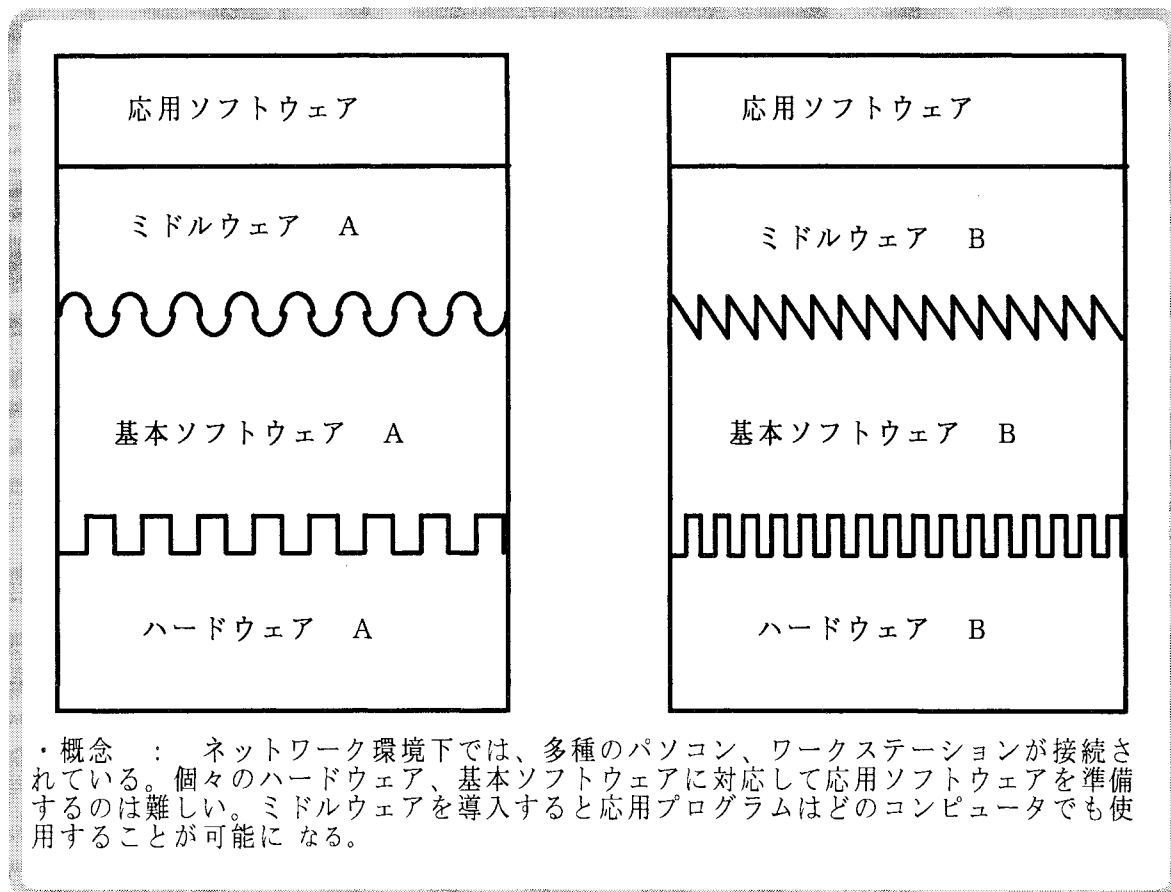 応用ソフトウェア
ミドルウェア A
基本ソフトウェア A
ハードウェア A
応用ソフトウェア
ミドルウェア B
基本ソフトウェア B
ハードウェア B
・概念 : ネットワーク環境下では、多種のパソコン、ワークステーションが接続さ
れている。個々のハードウェア、基本ソフトウェアに対応して応用ソフトウェアを準備
するのは難しい。ミドルウェアを導入すると応用プログラムはどのコンピュータでも使
用することが可能に なる。